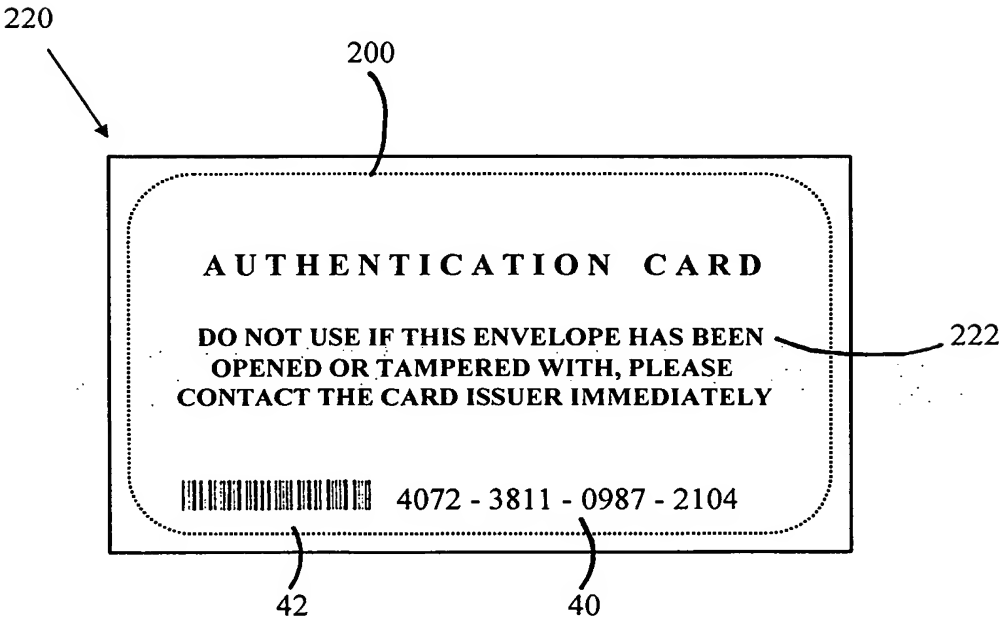 220
200
AUTHENTICATION CARD
DO NOT USE IF THIS ENVELOPE HAS BEEN
222
OPENED OR TAMPERED WITH, PLEASE
CONTACT THE CARD ISSUER IMMEDIATELY
4072 - 3811 - 0987 - 2104
42
40